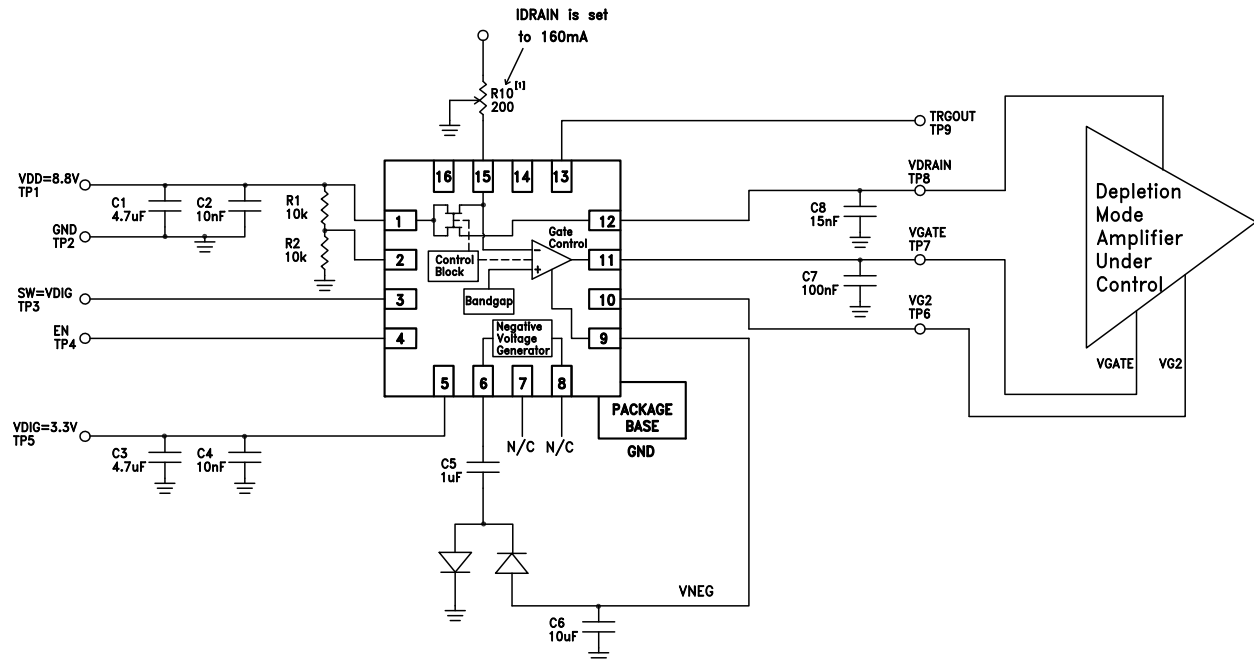 IDRAIN is set
to 160mA
R10[1]
200
TRGOUT
TP9
VDD=8.8V
TP1
C1
4.7uF
C2
10nF
R1
10k
GND
TP2
R2
10k
SW=VDIG
TP3
EN
TP4
VDIG=3.3V
TP5
C3
4.7uF
C4
10nF
16
15
14
13
1
2
3
4
5
6
7
8
12
11
10
9
Control
Block
Bandgap
Gate
Control
-
+
Negative
Voltage
Generator
PACKAGE
BASE
GND
N/C
N/C
C5
1uF
VNEG
C6
10uF
VDRAIN
TP8
C8
15nF
VGATE
TP7
C7
100nF
VG2
TP6
Depletion
Mode
Amplifier
Under
Control
VGATE
VG2